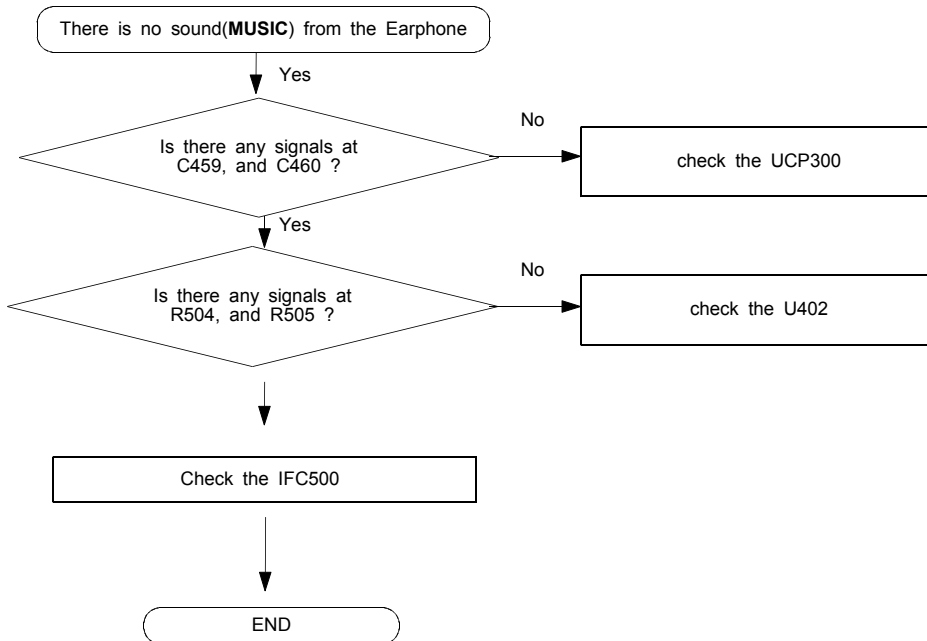 There is no sound(MUSIC) from the Earphone
Yes
Is there any signals at
C459, and C460 ?
No
check the UCP300
Yes
Is there any signals at
R504, and R505 ?
No
check the U402
Check the IFC500
END